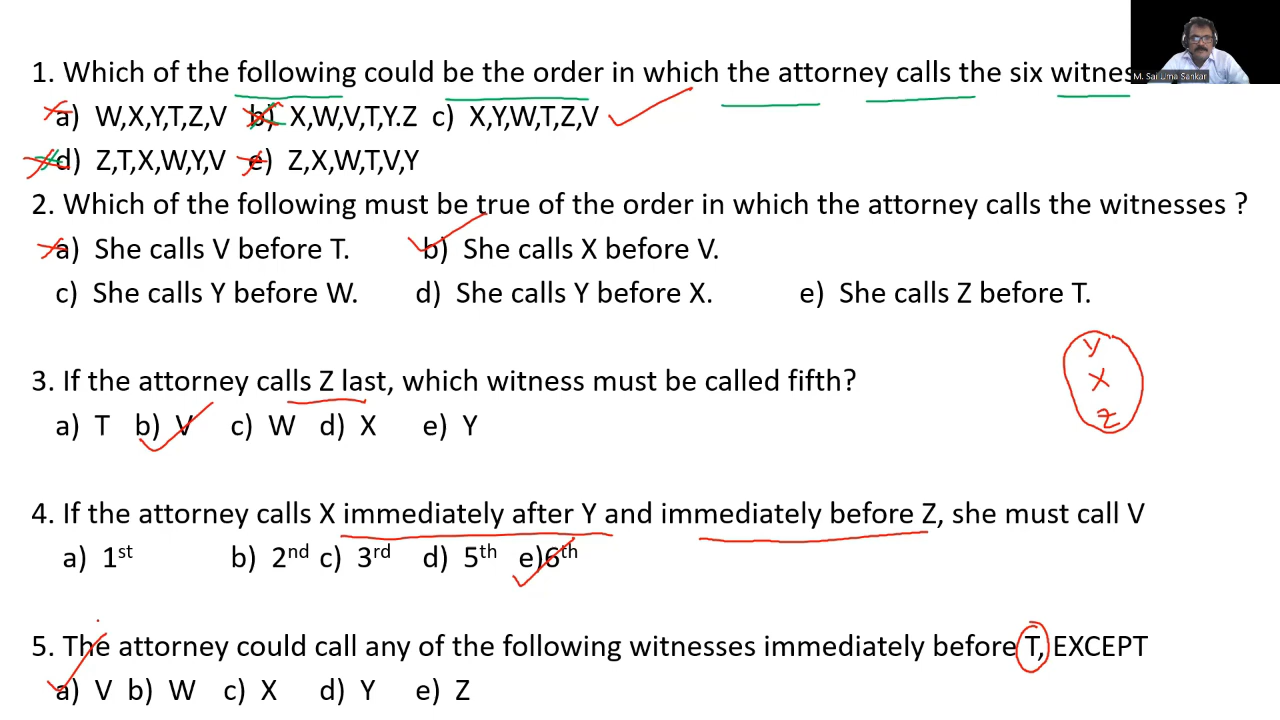 1. Which of the following could be the order in which the attorney calls the six witnes
M. Sai Uma Sankar
a) W,X,Y,T,Z,V b) X,W,V,T,Y.Z c) X,Y,W,T,Z,V
d) Z,T,X,W,Y,V e) Z,X,W,T,V,Y
2. Which of the following must be true of the order in which the attorney calls the witnesses ?
a) She calls V before T. b) She calls X before V.
c) She calls Y before W. d) She calls Y before X. e) She calls Z before T.
Y
X
Z
3. If the attorney calls Z last, which witness must be called fifth?
a) T b) V c) W d) X e) Y
4. If the attorney calls X immediately after Y and immediately before Z, she must call V
a) 1st b) 2nd c) 3rd d) 5th e)6th
5. The attorney could call any of the following witnesses immediately before T, EXCEPT
a) V b) W c) X d) Y e) Z